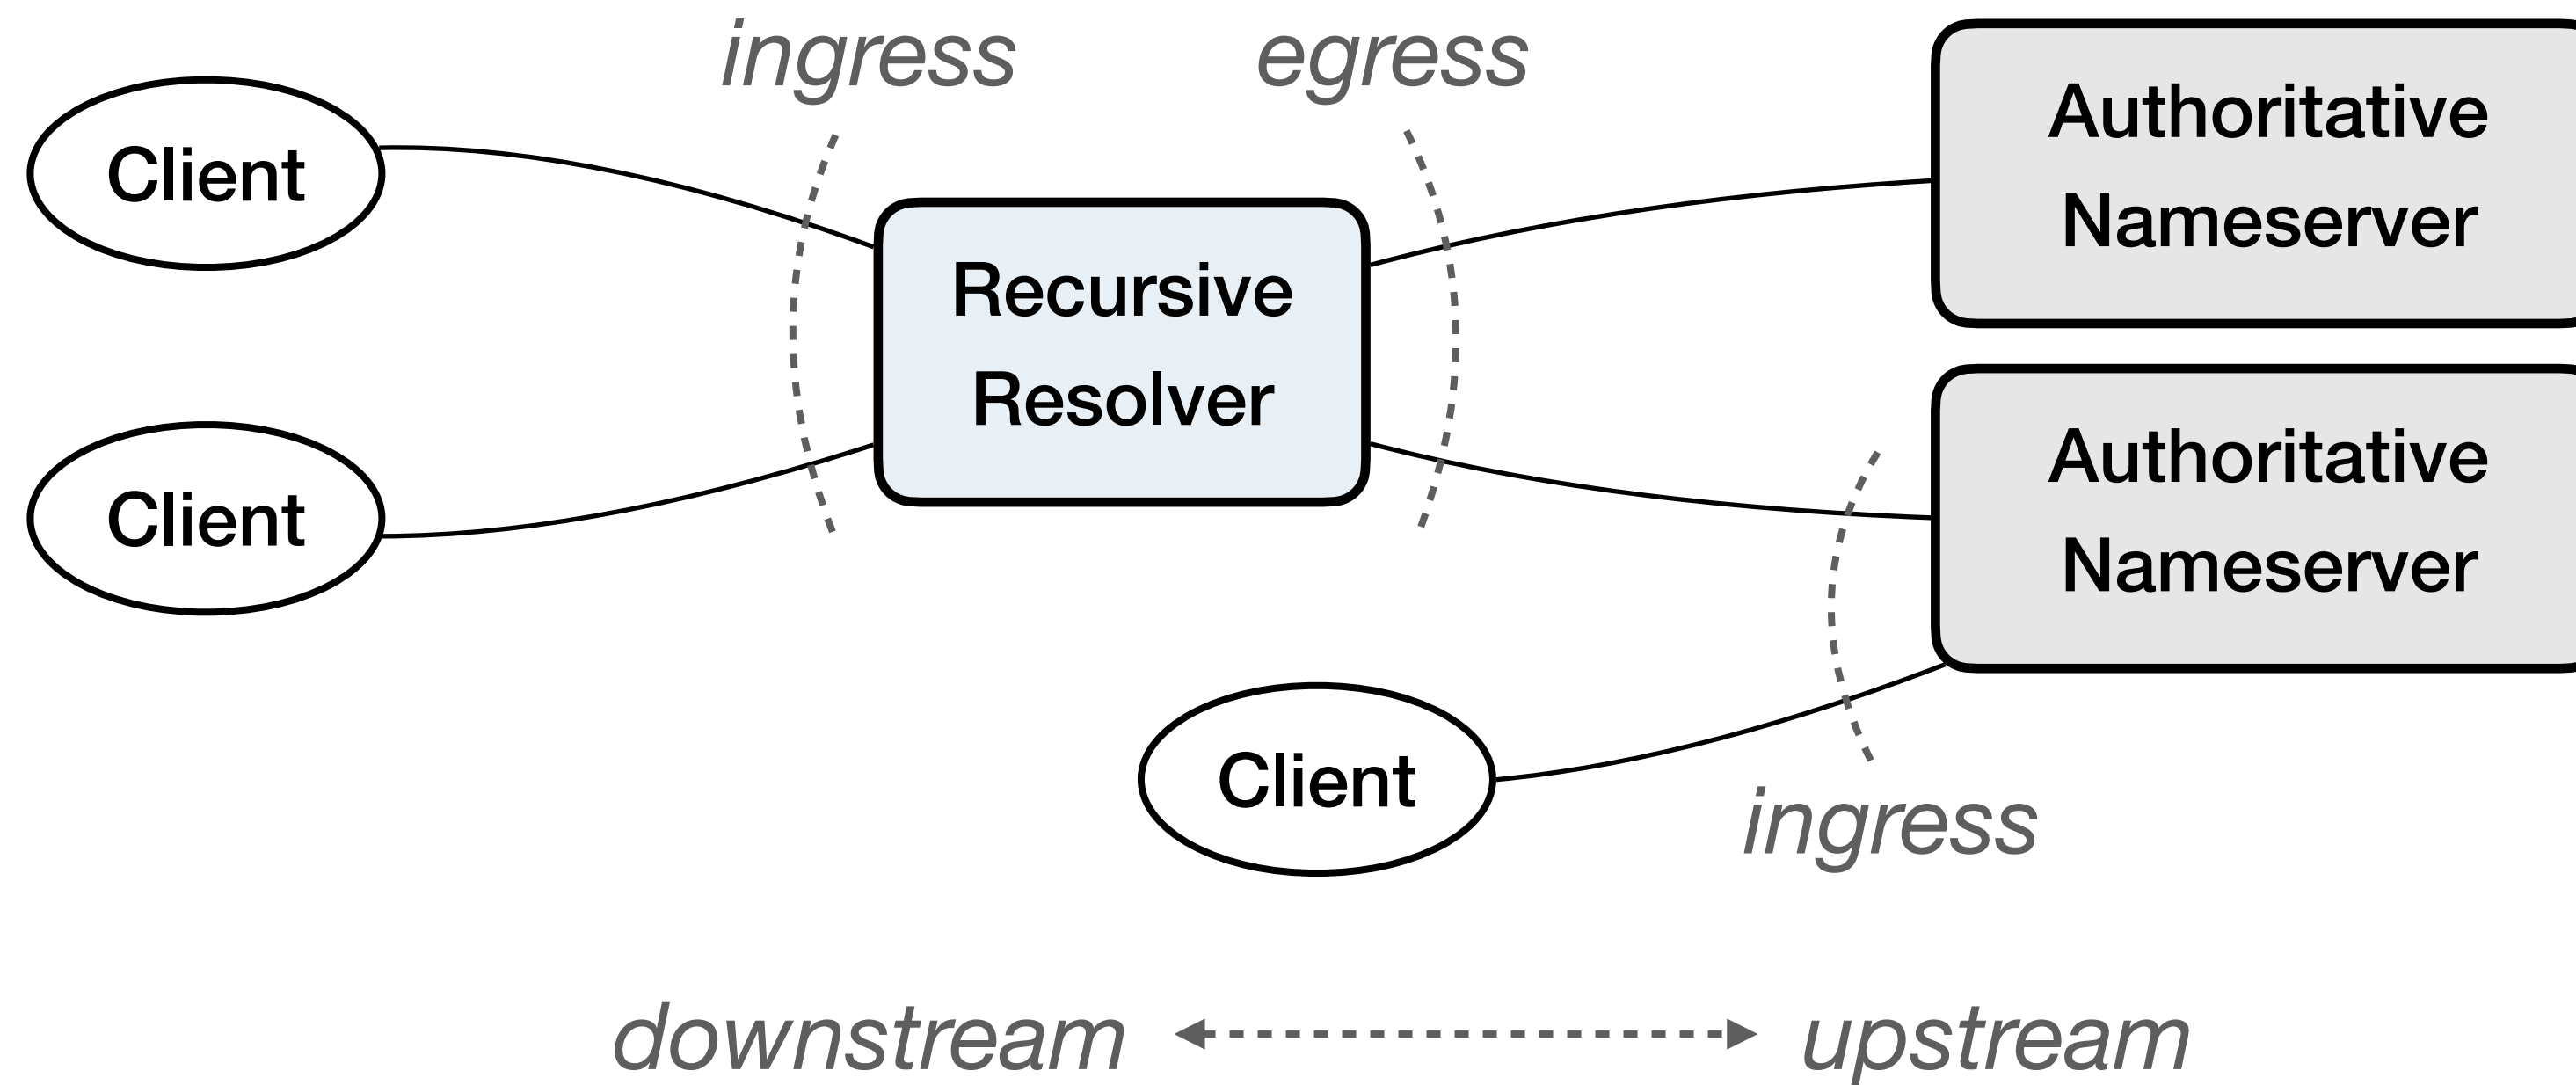 ingress
egress
Client
Authoritative
Nameserver
Recursive
Resolver
Client
Authoritative
Nameserver
Client
ingress
downstream
upstream